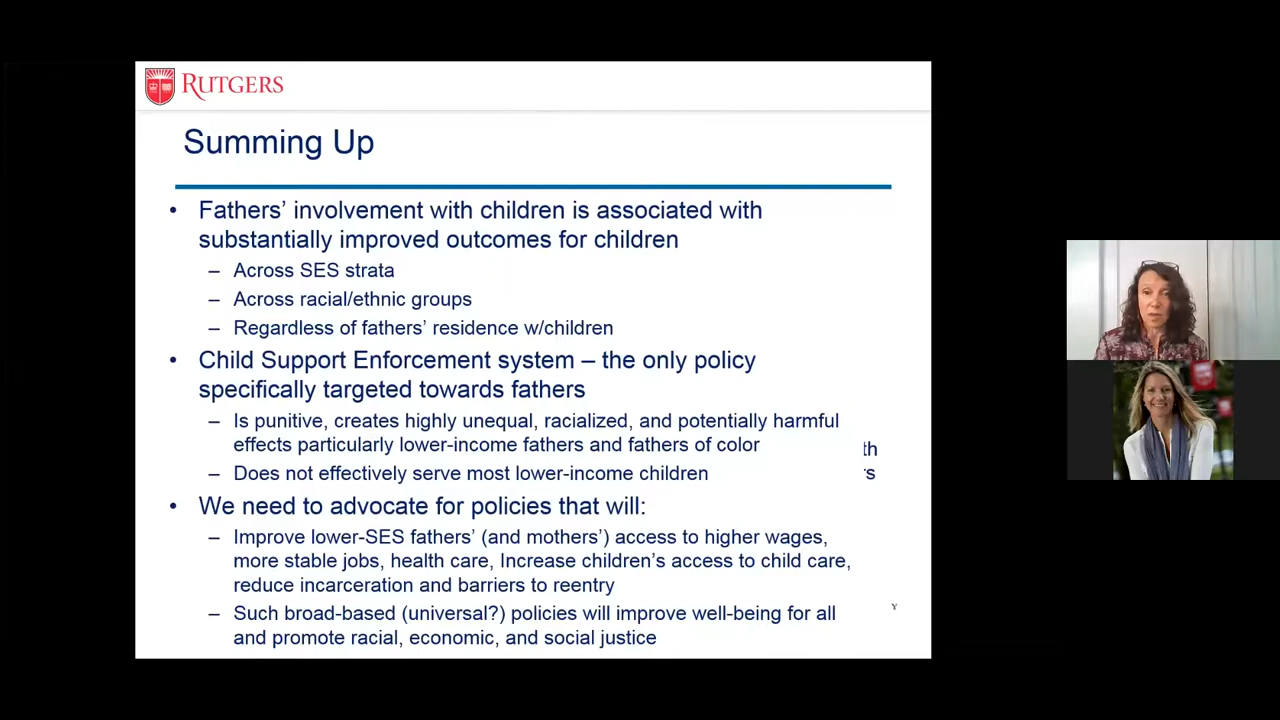 RUTGERS
Summing Up
• Fathers’ involvement with children is associated with
substantially improved outcomes for children
– Across SES strata
– Across racial/ethnic groups
– Regardless of fathers’ residence w/children
• Child Support Enforcement system – the only policy
specifically targeted towards fathers
– Is punitive, creates highly unequal, racialized, and potentially harmful
effects particularly lower-income fathers and fathers of color
– Does not effectively serve most lower-income children
• We need to advocate for policies that will:
– Improve lower-SES fathers’ (and mothers’) access to higher wages,
more stable jobs, health care, Increase children’s access to child care,
reduce incarceration and barriers to reentry
– Such broad-based (universal?) policies will improve well-being for all
and promote racial, economic, and social justice